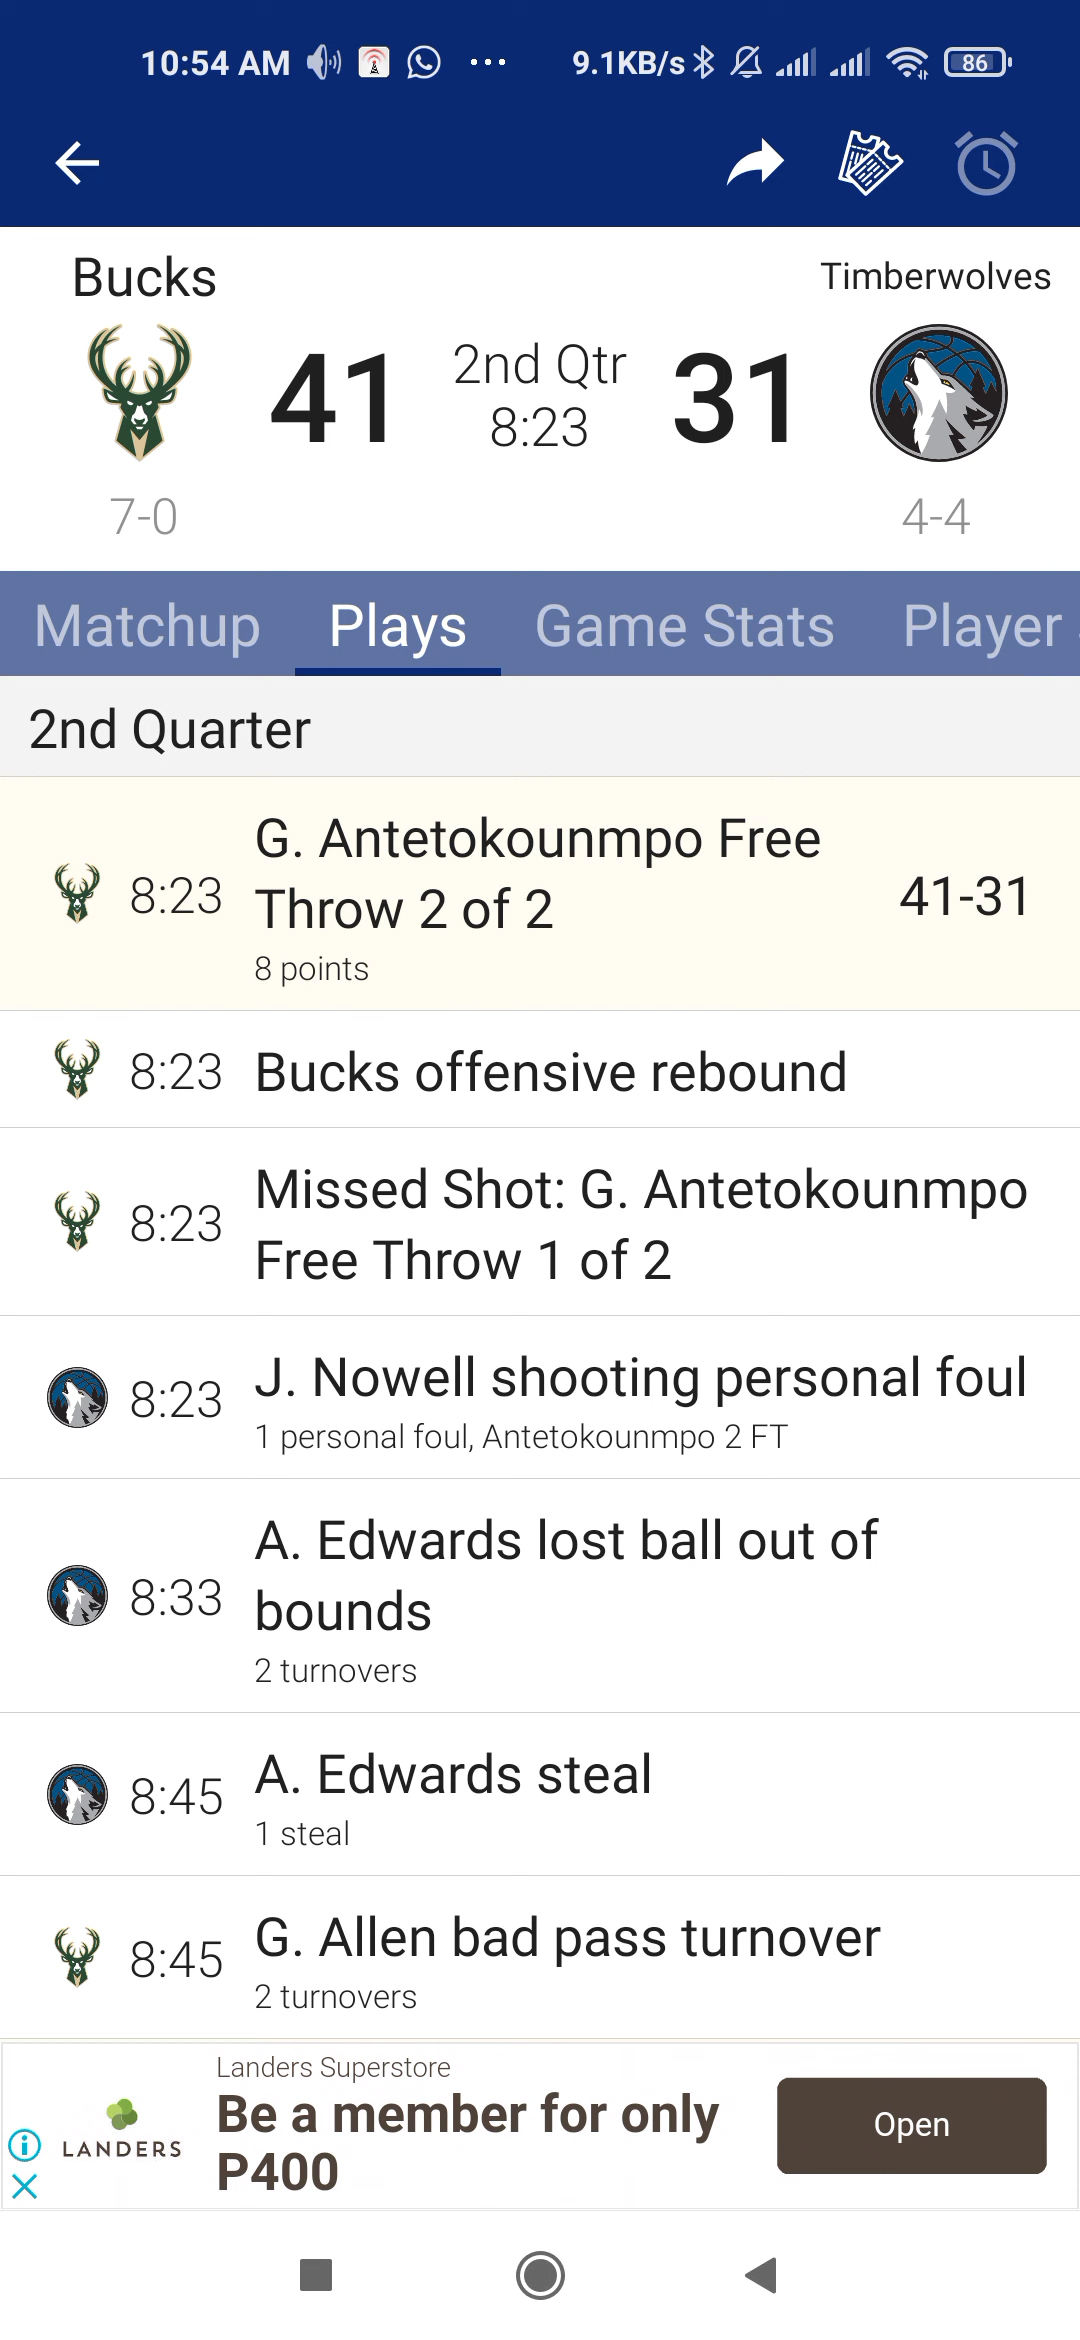 10:54 AM 9.1KB/s 86
Bucks Timberwolves
41 2nd Qtr 31
8:23
7-0 4-4
Matchup Plays Game Stats Player
2nd Quarter
G. Antetokounmpo Free
8:23 Throw 2 of 2 41-31
8 points
8:23 Bucks offensive rebound
Missed Shot: G. Antetokounmpo
8:23 Free Throw 1 of 2
J. Nowell shooting personal foul
8:23
1 personal foul, Antetokounmpo 2 FT
A. Edwards lost ball out of
8:33 bounds
2 turnovers
A. Edwards steal
8:45
1 steal
G. Allen bad pass turnover
8:45
2 turnovers
Landers Superstore
Be a member for only
P400
LANDERS
Open